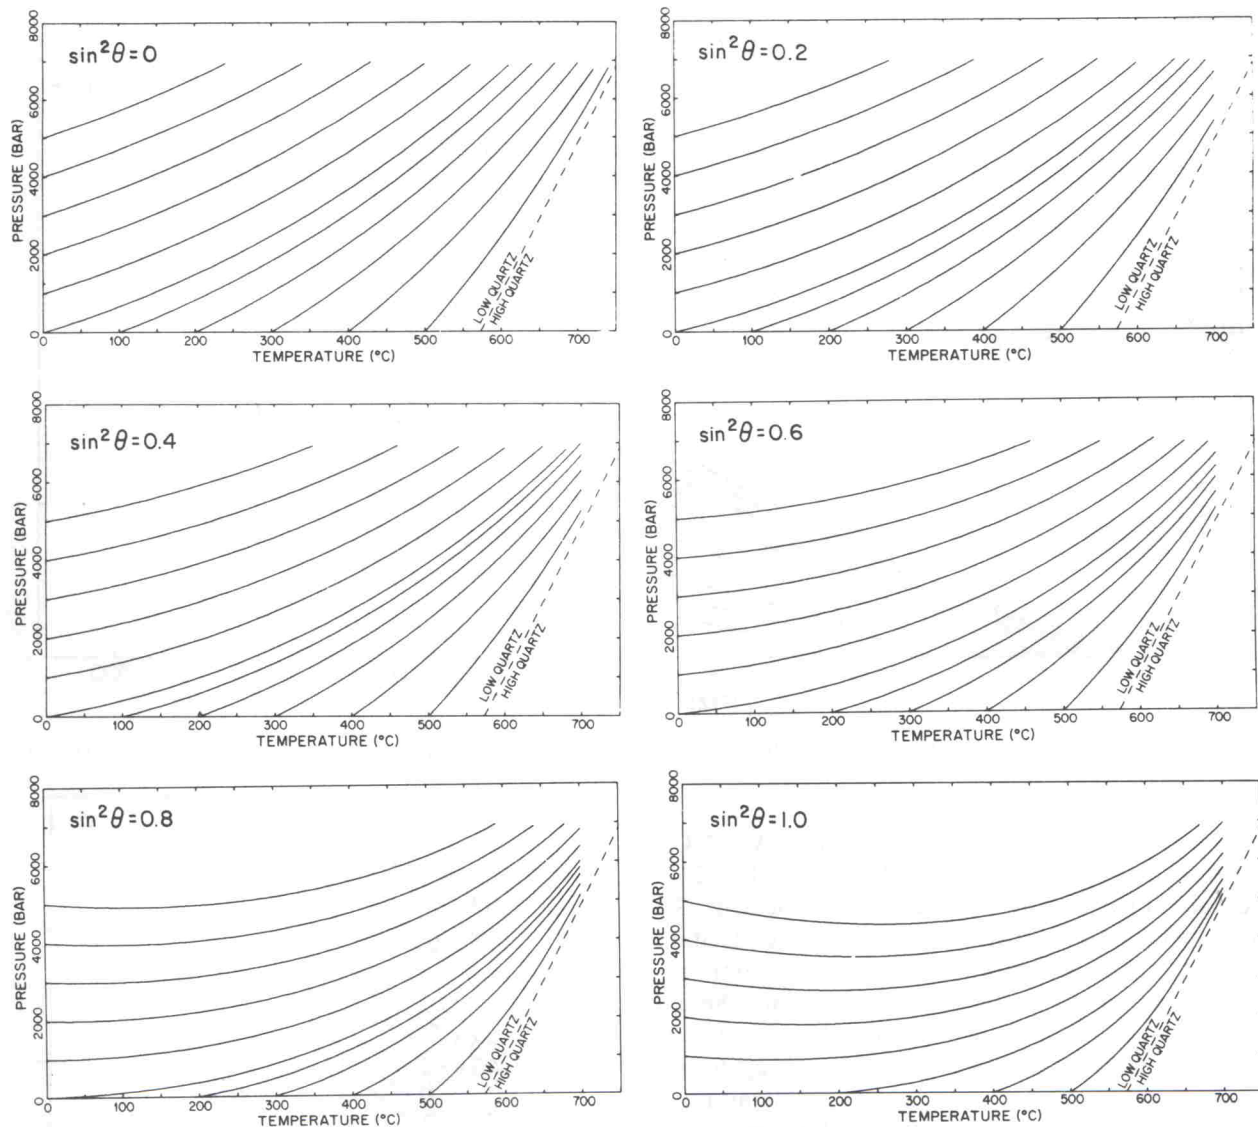 sin²θ=0
PRESSURE (BAR)
8000
6000
4000
2000
0
LOW QUARTZ
HIGH QUARTZ
0 100 200 300 400 500 600 700
TEMPERATURE (°C)
sin²θ=0.2
PRESSURE (BAR)
8000
6000
4000
2000
0
LOW QUARTZ
HIGH QUARTZ
0 100 200 300 400 500 600 700
TEMPERATURE (°C)
sin²θ=0.4
PRESSURE (BAR)
8000
6000
4000
2000
0
LOW QUARTZ
HIGH QUARTZ
0 100 200 300 400 500 600 700
TEMPERATURE (°C)
sin²θ=0.6
PRESSURE (BAR)
8000
6000
4000
2000
0
LOW QUARTZ
HIGH QUARTZ
0 100 200 300 400 500 600 700
TEMPERATURE (°C)
sin²θ=0.8
PRESSURE (BAR)
8000
6000
4000
2000
0
LOW QUARTZ
HIGH QUARTZ
0 100 200 300 400 500 600 700
TEMPERATURE (°C)
sin²θ=1.0
PRESSURE (BAR)
8000
6000
4000
2000
0
LOW QUARTZ
HIGH QUARTZ
0 100 200 300 400 500 600 700
TEMPERATURE (°C)